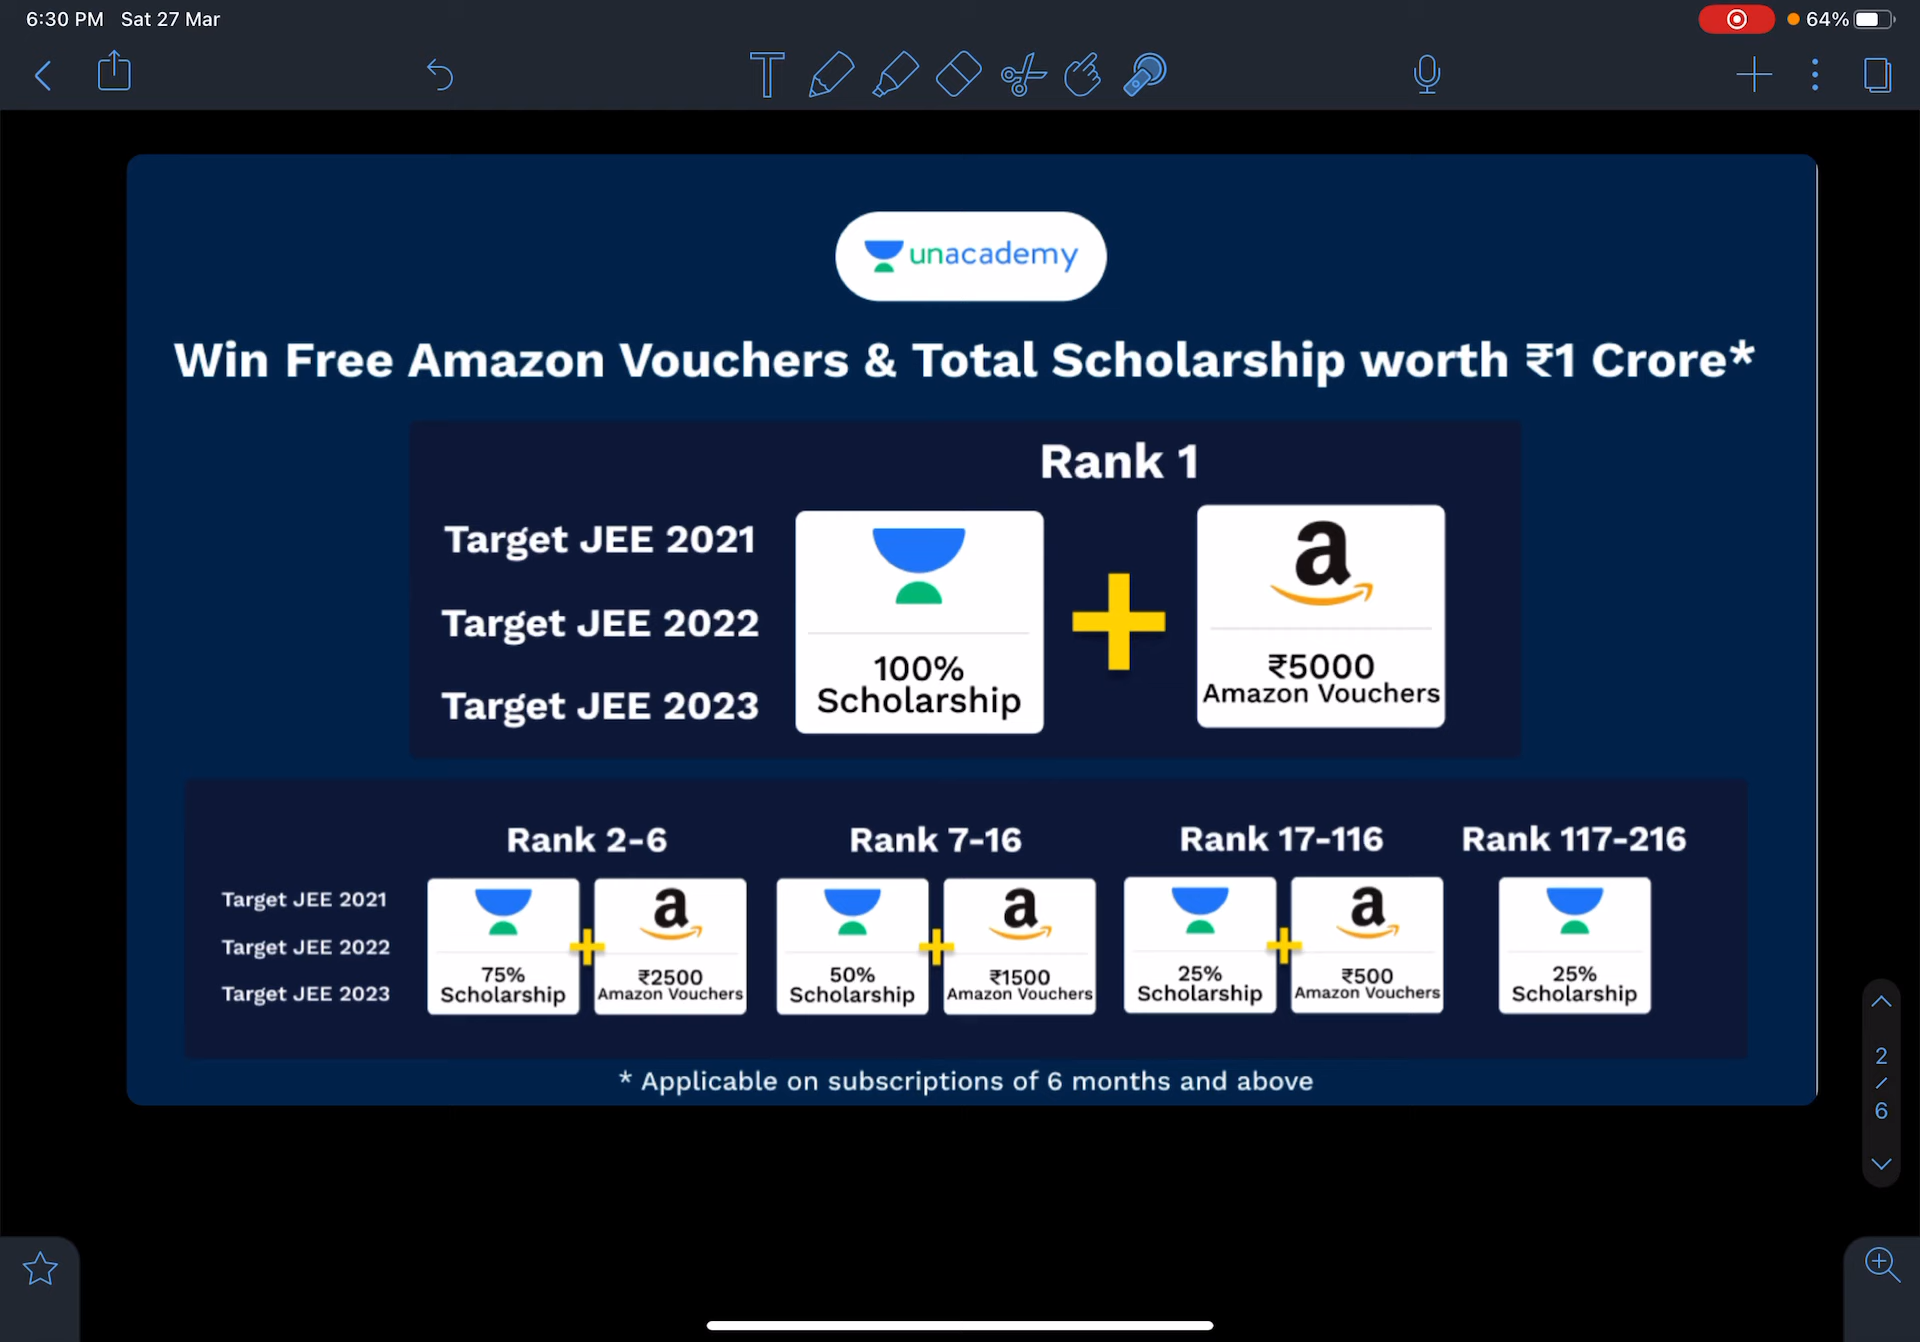 6:30 PM Sat 27 Mar
64%
unacademy
Win Free Amazon Vouchers & Total Scholarship worth ₹1 Crore*
Rank 1
Target JEE 2021
Target JEE 2022
Target JEE 2023
100%
Scholarship
a
₹5000
Amazon Vouchers
Rank 2-6
Rank 7-16
Rank 17-116
Rank 117-216
Target JEE 2021
Target JEE 2022
Target JEE 2023
75%
Scholarship
a
₹2500
Amazon Vouchers
50%
Scholarship
a
₹1500
Amazon Vouchers
25%
Scholarship
a
₹500
Amazon Vouchers
25%
Scholarship
* Applicable on subscriptions of 6 months and above
2
/
6